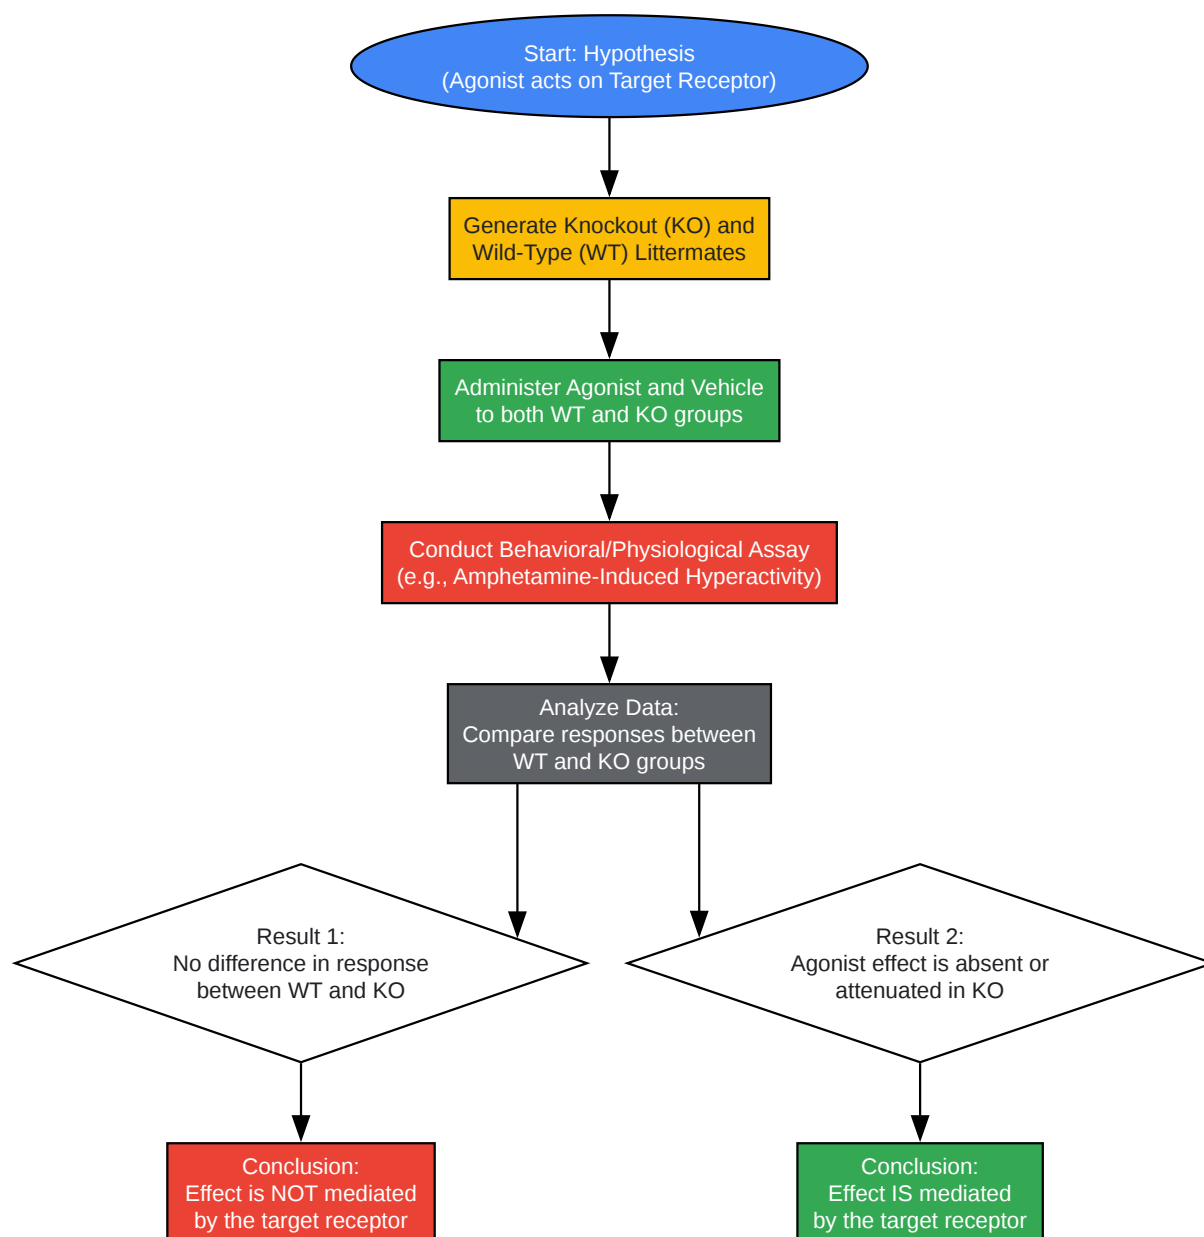 Start: Hypothesis
(Agonist acts on Target Receptor)
Generate Knockout (KO) and
Wild-Type (WT) Littermates
Administer Agonist and Vehicle
to both WT and KO groups
Conduct Behavioral/Physiological Assay
(e.g., Amphetamine-Induced Hyperactivity)
Analyze Data:
Compare responses between
WT and KO groups
Result 1:
No difference in response
between WT and KO
Result 2:
Agonist effect is absent or
attenuated in KO
Conclusion:
Effect is NOT mediated
by the target receptor
Conclusion:
Effect IS mediated
by the target receptor